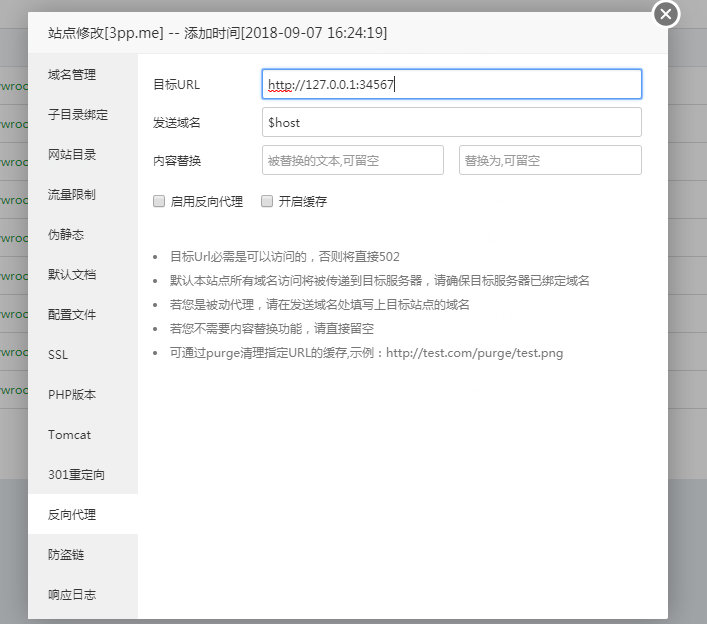 站点修改[3pp.me] -- 添加时间[2018-09-07 16:24:19]
域名管理
子目录绑定
网站目录
流量限制
伪静态
默认文档
配置文件
SSL
PHP版本
Tomcat
301重定向
反向代理
防盗链
响应日志
目标URL http://127.0.0.1:34567
发送域名 $host
内容替换 被替换的文本,可留空 替换为,可留空
启用反向代理 开启缓存
目标Url必需是可以访问的，否则将直接502
默认本站点所有域名访问将被传递到目标服务器，请确保目标服务器已绑定域名
若您是被动代理，请在发送域名处填写上目标站点的域名
若您不需要内容替换功能，请直接留空
可通过purge清理指定URL的缓存,示例：http://test.com/purge/test.png